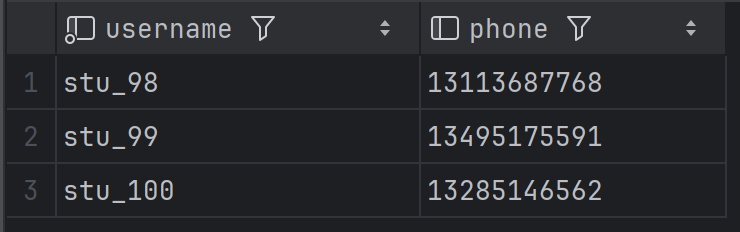 username phone
1 stu_98 13113687768
2 stu_99 13495175591
3 stu_100 13285146562